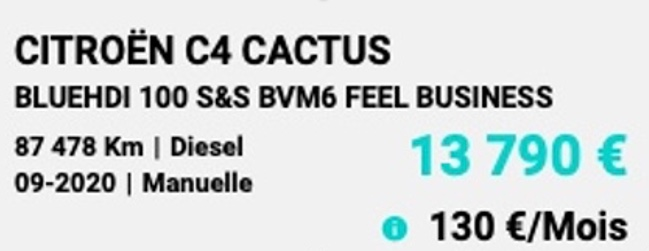 CITROËN C4 CACTUS
BLUEHDI 100 S&S BVM6 FEEL BUSINESS
87 478 Km | Diesel
13 790 €
09-2020 | Manuelle
130 €/Mois